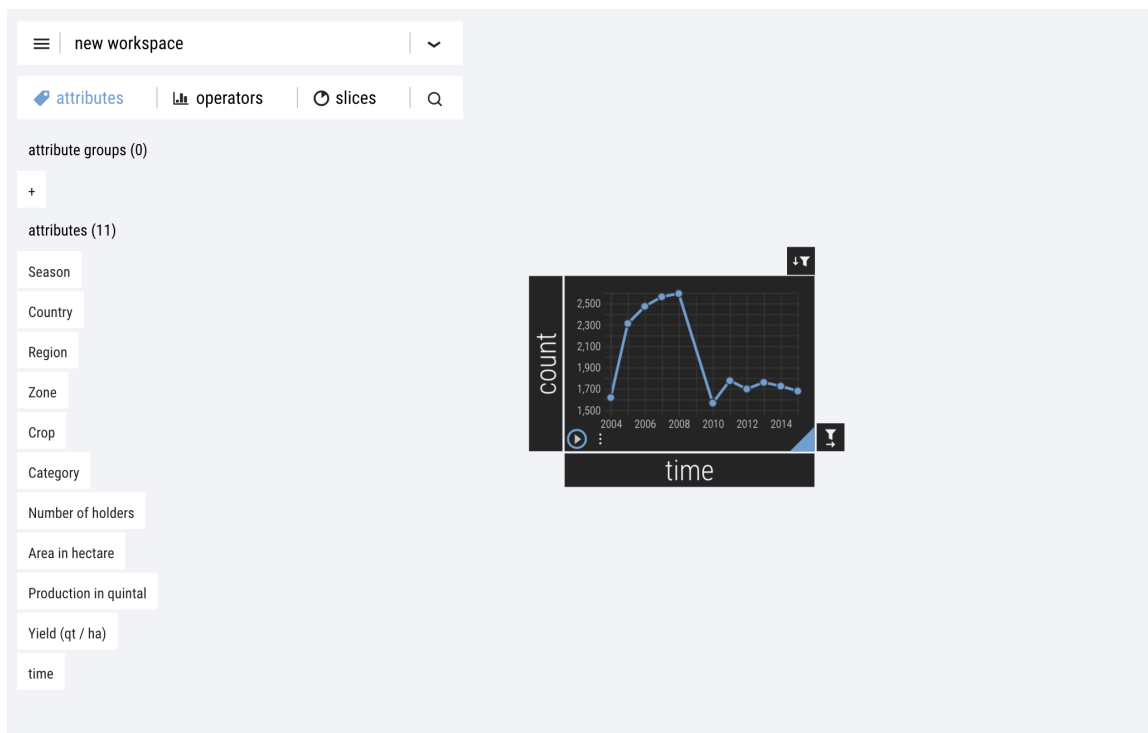 new workspace
attributes
operators
slices
attribute groups (0)
+
attributes (11)
Season
Country
Region
Zone
Crop
Category
Number of holders
Area in hectare
Production in quintal
Yield (qt / ha)
time
count
2,500
2,300
2,100
1,900
1,700
1,500
2004 2006 2008 2010 2012 2014
time